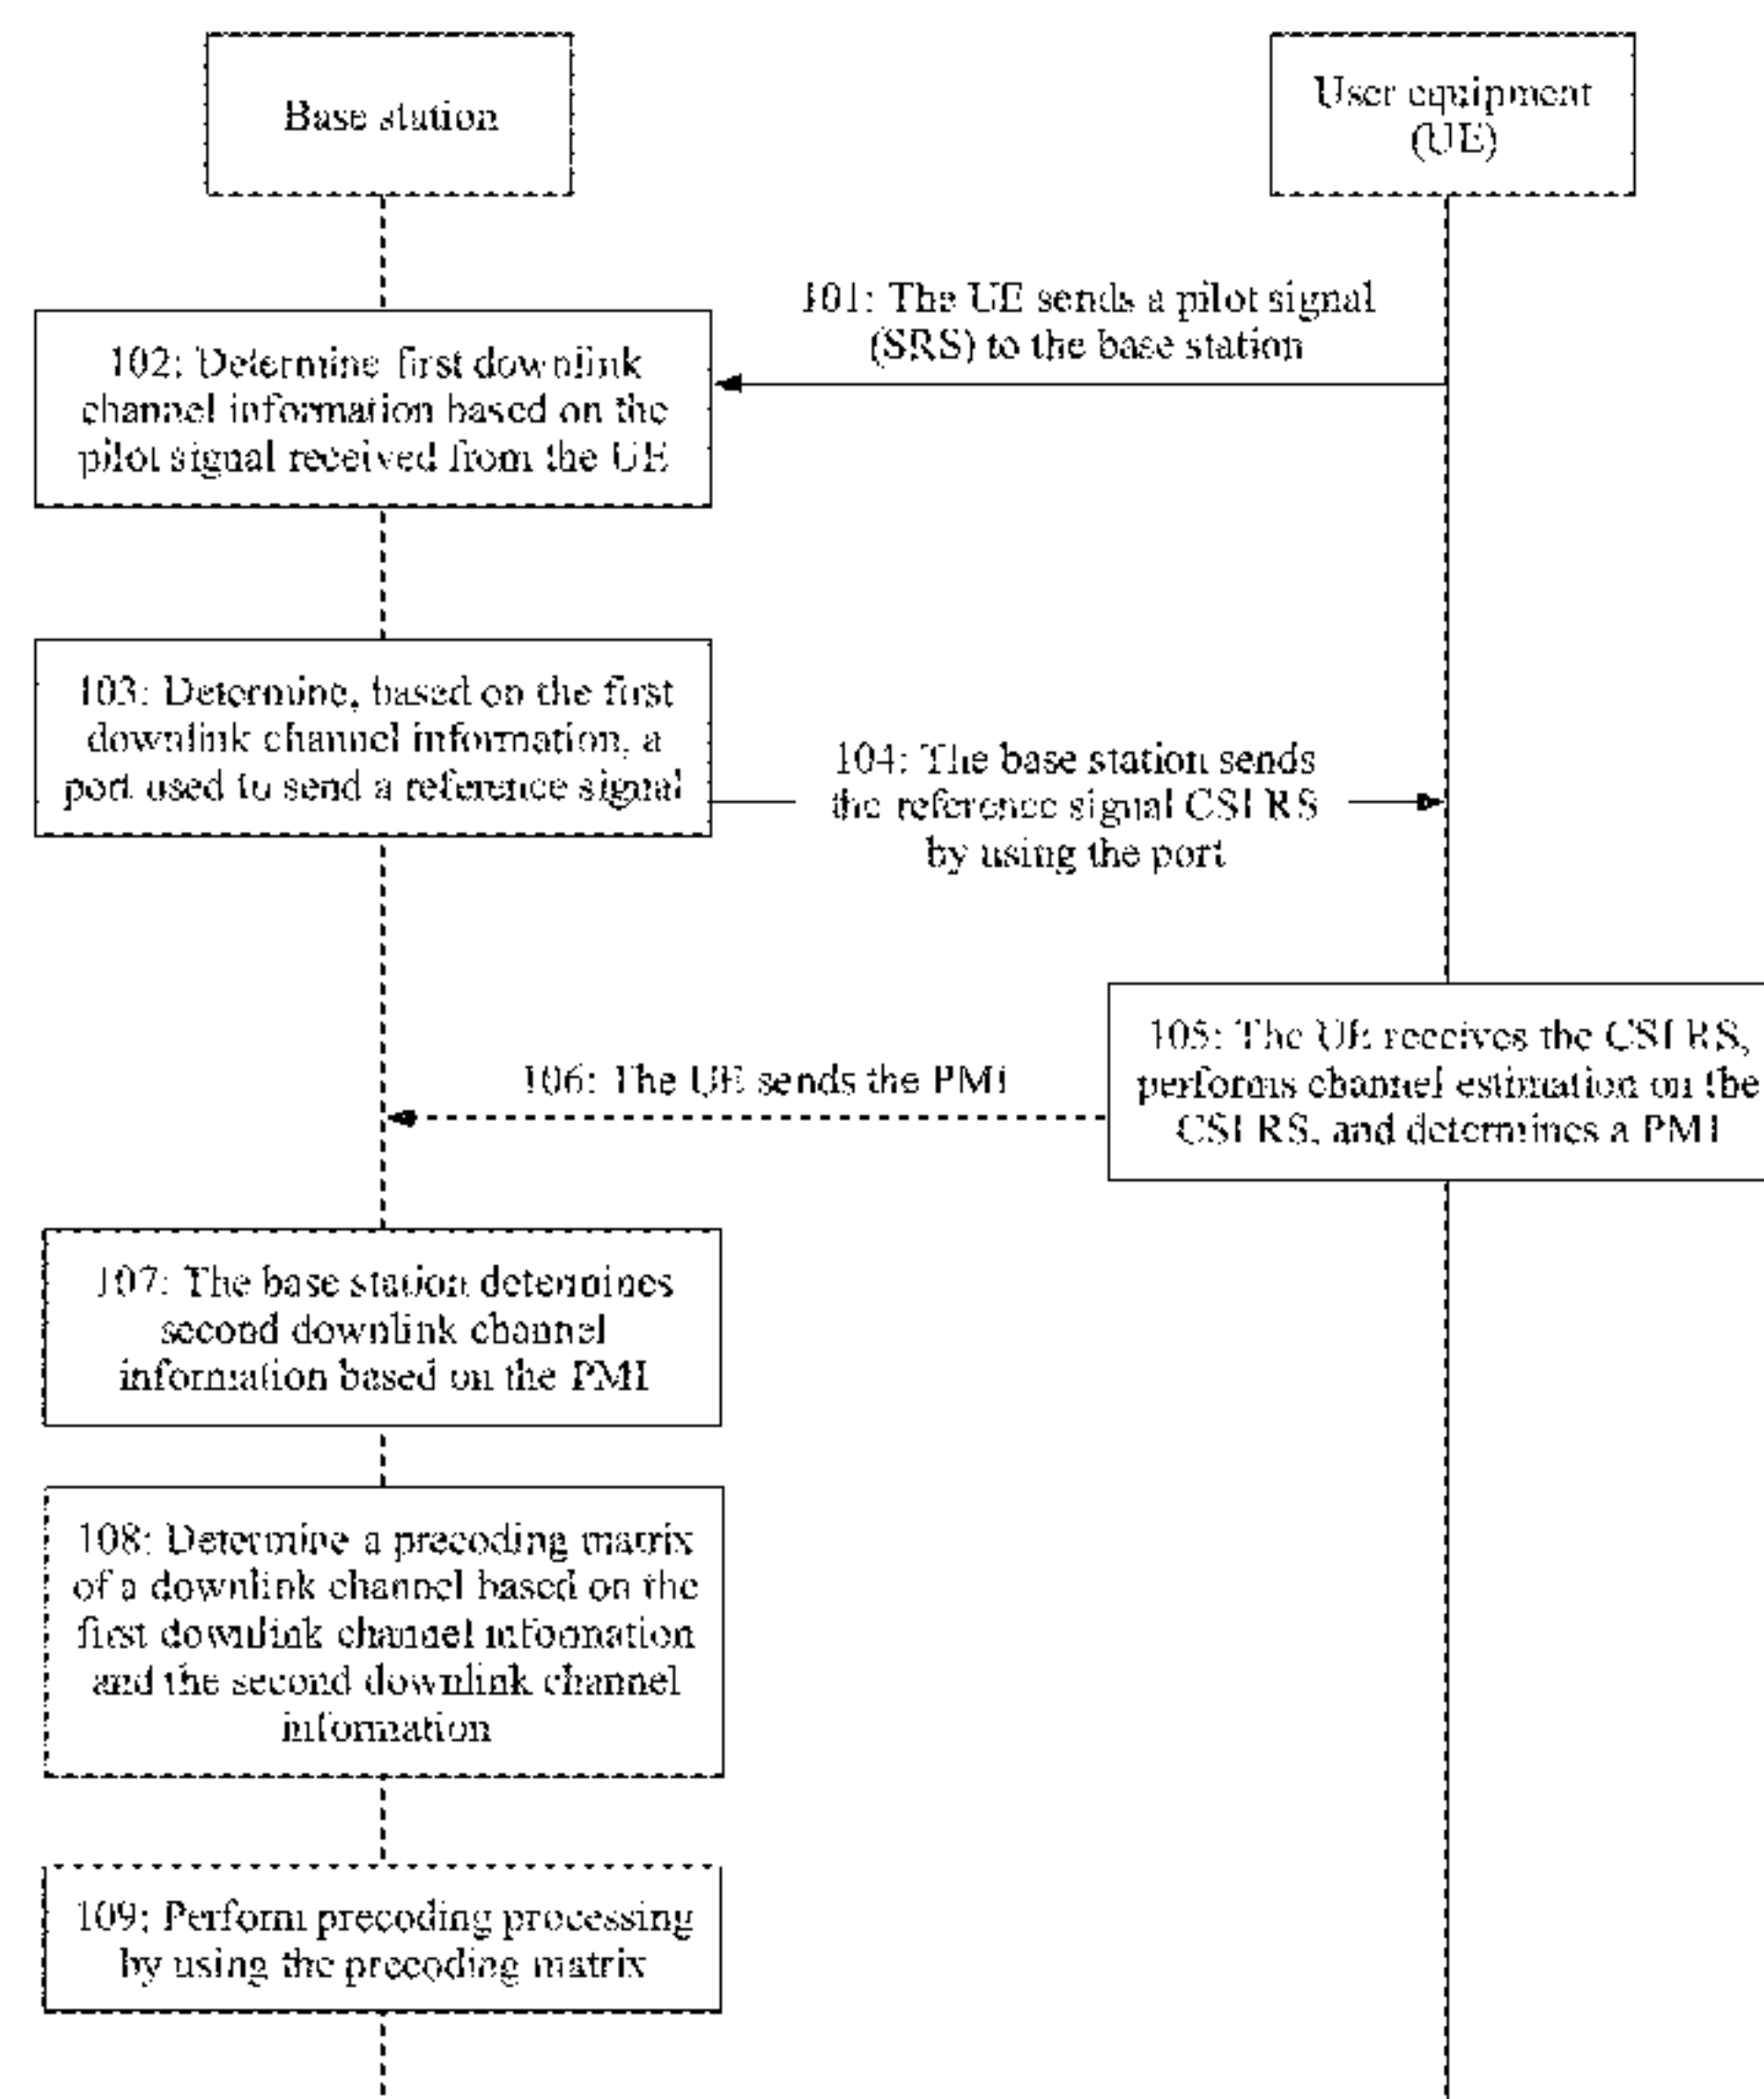 Base station
User equipment
(UE)
101: The UE sends a pilot signal
(SRS) to the base station
102: Determine first downlink
channel information based on the
pilot signal received from the UE
103: Determine, based on the first
downlink channel information, a
port used to send a reference signal
104: The base station sends
the reference signal CSI RS
by using the port
105: The UE receives the CSI RS,
performs channel estimation on the
CSI RS, and determines a PMI
106: The UE sends the PMI
107: The base station determines
second downlink channel
information based on the PMI
108: Determine a precoding matrix
of a downlink channel based on the
first downlink channel information
and the second downlink channel
information
109: Perform precoding processing
by using the precoding matrix